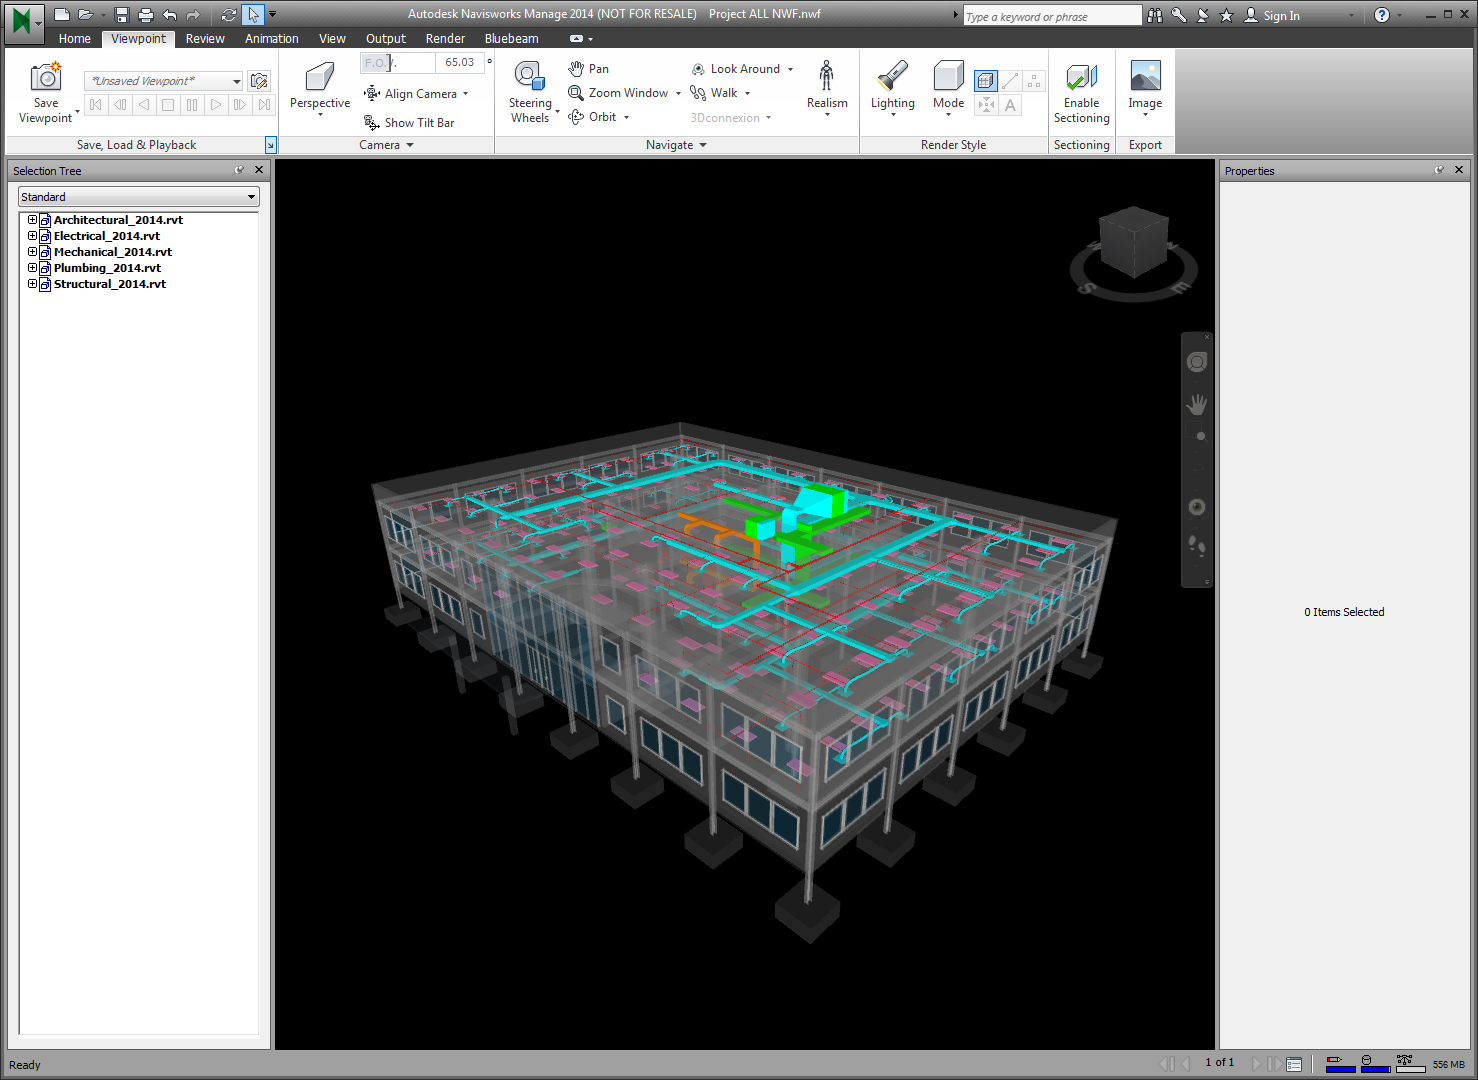 Autodesk Navisworks Manage 2014 (NOT FOR RESALE) Project ALL NWF.nwf
Type a keyword or phrase
Sign In
?
Home Viewpoint Review Animation View Output Render Bluebeam
Save Viewpoint
*Unsaved Viewpoint*
Save, Load & Playback
Perspective
F.O.V.
65.03 °
Align Camera
Show Tilt Bar
Camera
Steering Wheels
Pan
Zoom Window
Orbit
Look Around
Walk
3Dconnexion
Realism
Navigate
Lighting
Mode
A
Render Style
Enable Sectioning
Sectioning
Image
Export
Selection Tree
Standard
Architectural_2014.rvt
Electrical_2014.rvt
Mechanical_2014.rvt
Plumbing_2014.rvt
Structural_2014.rvt
W N
S E
Properties
0 Items Selected
Ready
1 of 1
556 MB